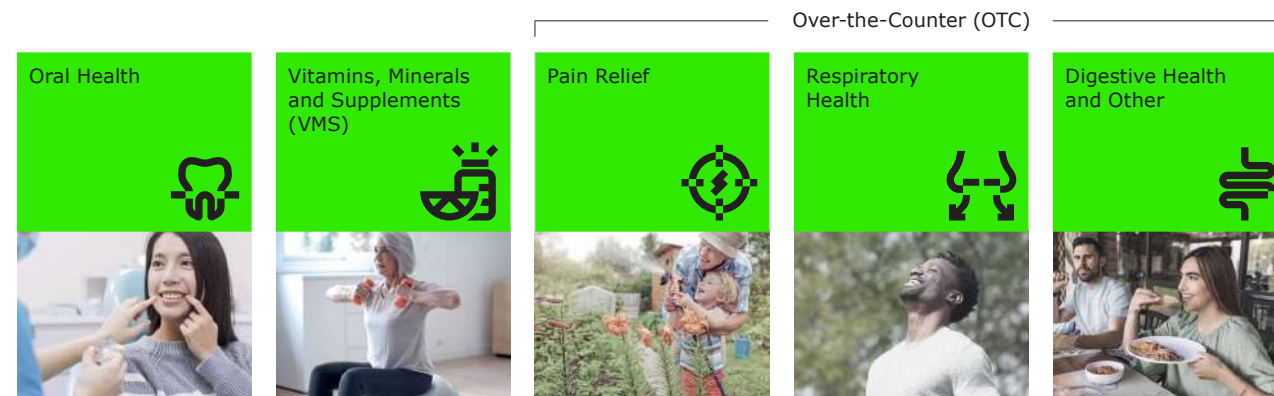 Over-the-Counter (OTC)
Oral Health
Vitamins, Minerals
and Supplements
(VMS)
Pain Relief
Respiratory
Health
Digestive Health
and Other